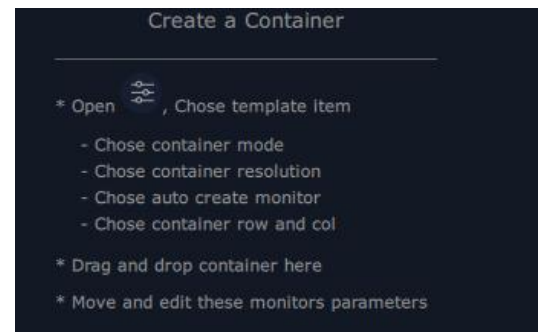 Create a Container
* Open , Chose template item
- Chose container mode
- Chose container resolution
- Chose auto create monitor
- Chose container row and col
* Drag and drop container here
* Move and edit these monitors parameters